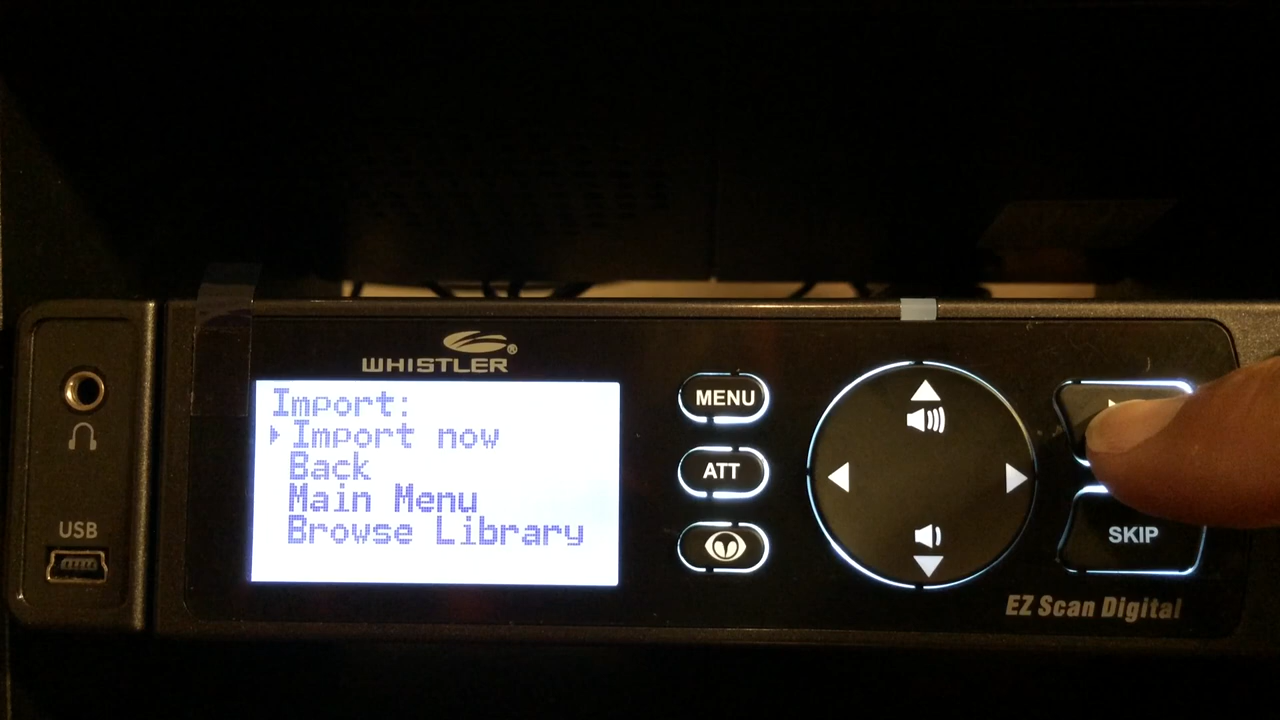 WHISTLER
®
Import:
Import now
Back
Main Menu
Browse Library
MENU
ATT
SKIP
USB
EZ Scan Digital